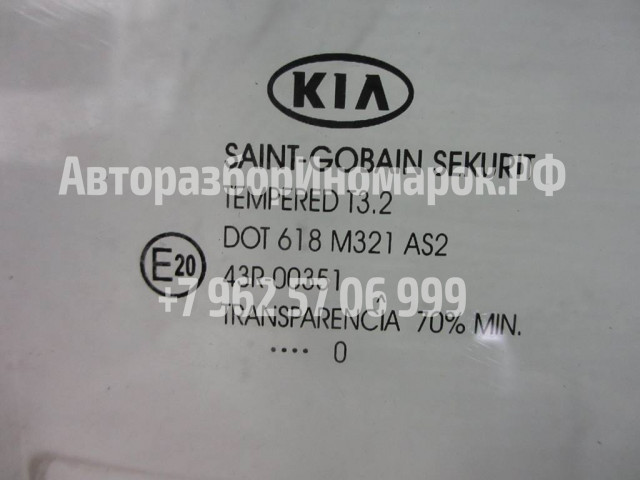 KIA
SAINT-GOBAIN SEKURIT
АвторазборИномарок.РФ
TEMPERED T3.2
DOT 618 M321 AS2
E20
43R-00351
+7 962 57 06 999
TRANSPARENCIA 70% MIN.
.... 0